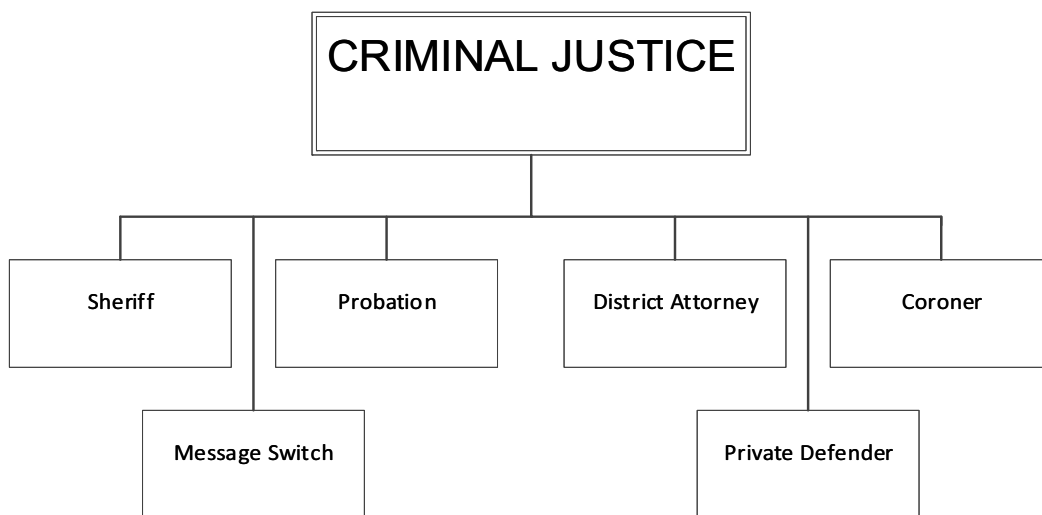 CRIMINAL JUSTICE
Sheriff
Probation
District Attorney
Coroner
Message Switch
Private Defender